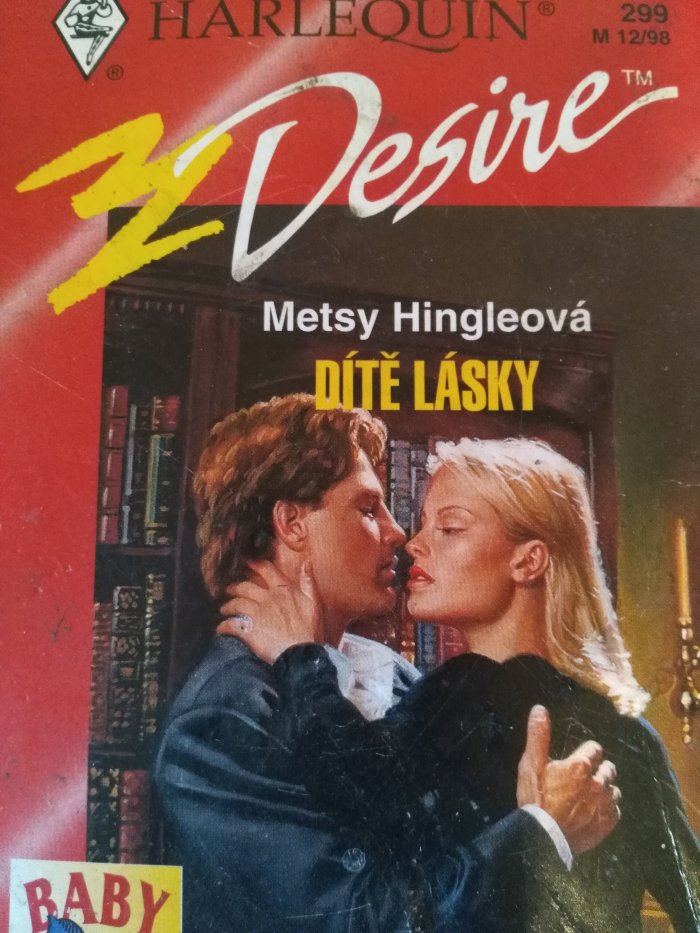 HARLEQUIN®
299
M 12/98
®
Desire™
Metsy Hingleová
DÍTĚ LÁSKY
BABY